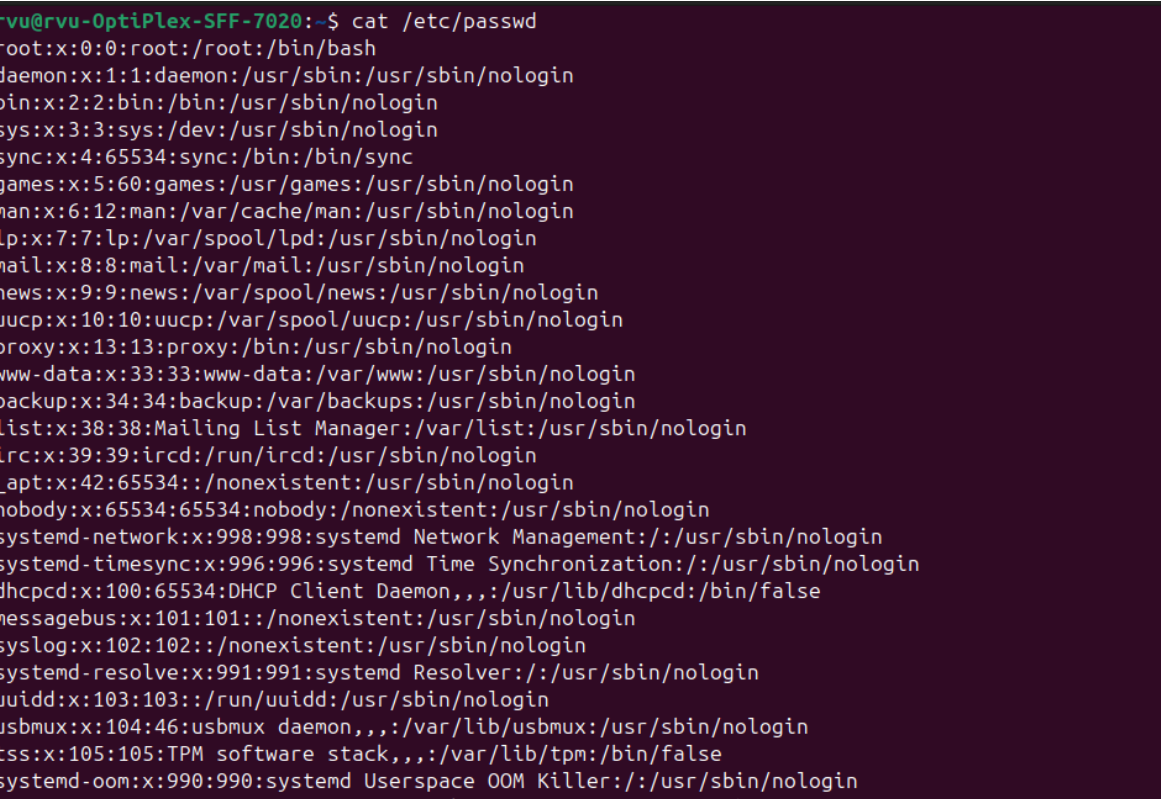 rvu@rvu-OptiPlex-SFF-7020:~$ cat /etc/passwd
root:x:0:0:root:/root:/bin/bash
daemon:x:1:1:daemon:/usr/sbin:/usr/sbin/nologin
bin:x:2:2:bin:/bin:/usr/sbin/nologin
sys:x:3:3:sys:/dev:/usr/sbin/nologin
sync:x:4:65534:sync:/bin:/bin/sync
games:x:5:60:games:/usr/games:/usr/sbin/nologin
man:x:6:12:man:/var/cache/man:/usr/sbin/nologin
lp:x:7:7:lp:/var/spool/lpd:/usr/sbin/nologin
mail:x:8:8:mail:/var/mail:/usr/sbin/nologin
news:x:9:9:news:/var/spool/news:/usr/sbin/nologin
uucp:x:10:10:uucp:/var/spool/uucp:/usr/sbin/nologin
proxy:x:13:13:proxy:/bin:/usr/sbin/nologin
www-data:x:33:33:www-data:/var/www:/usr/sbin/nologin
backup:x:34:34:backup:/var/backups:/usr/sbin/nologin
list:x:38:38:Mailing List Manager:/var/list:/usr/sbin/nologin
irc:x:39:39:ircd:/run/ircd:/usr/sbin/nologin
_apt:x:42:65534::/nonexistent:/usr/sbin/nologin
nobody:x:65534:65534:nobody:/nonexistent:/usr/sbin/nologin
systemd-network:x:998:998:systemd Network Management:/:/usr/sbin/nologin
systemd-timesync:x:996:996:systemd Time Synchronization:/:/usr/sbin/nologin
dhcpcd:x:100:65534:DHCP Client Daemon,,,:/usr/lib/dhcpcd:/bin/false
messagebus:x:101:101::/nonexistent:/usr/sbin/nologin
syslog:x:102:102::/nonexistent:/usr/sbin/nologin
systemd-resolve:x:991:991:systemd Resolver:/:/usr/sbin/nologin
uuidd:x:103:103::/run/uuidd:/usr/sbin/nologin
usbmux:x:104:46:usbmux daemon,,,:/var/lib/usbmux:/usr/sbin/nologin
tss:x:105:105:TPM software stack,,,:/var/lib/tpm:/bin/false
systemd-oom:x:990:990:systemd Userspace OOM Killer:/:/usr/sbin/nologin